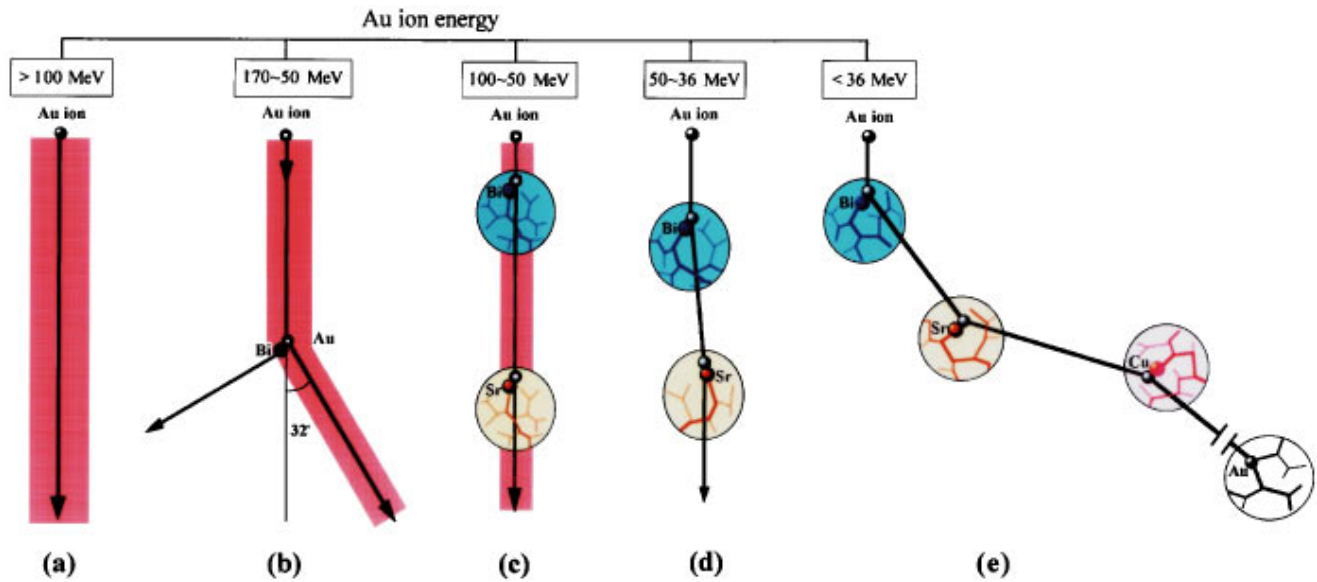 Au ion energy
> 100 MeV
170~50 MeV
100~50 MeV
50~36 MeV
< 36 MeV
Au ion
Au ion
Au ion
Au ion
Au ion
Bi
Bi
Bi
Au
Bi
Sr
Sr
Sr
Cu
32'
Au
(a)
(b)
(c)
(d)
(e)